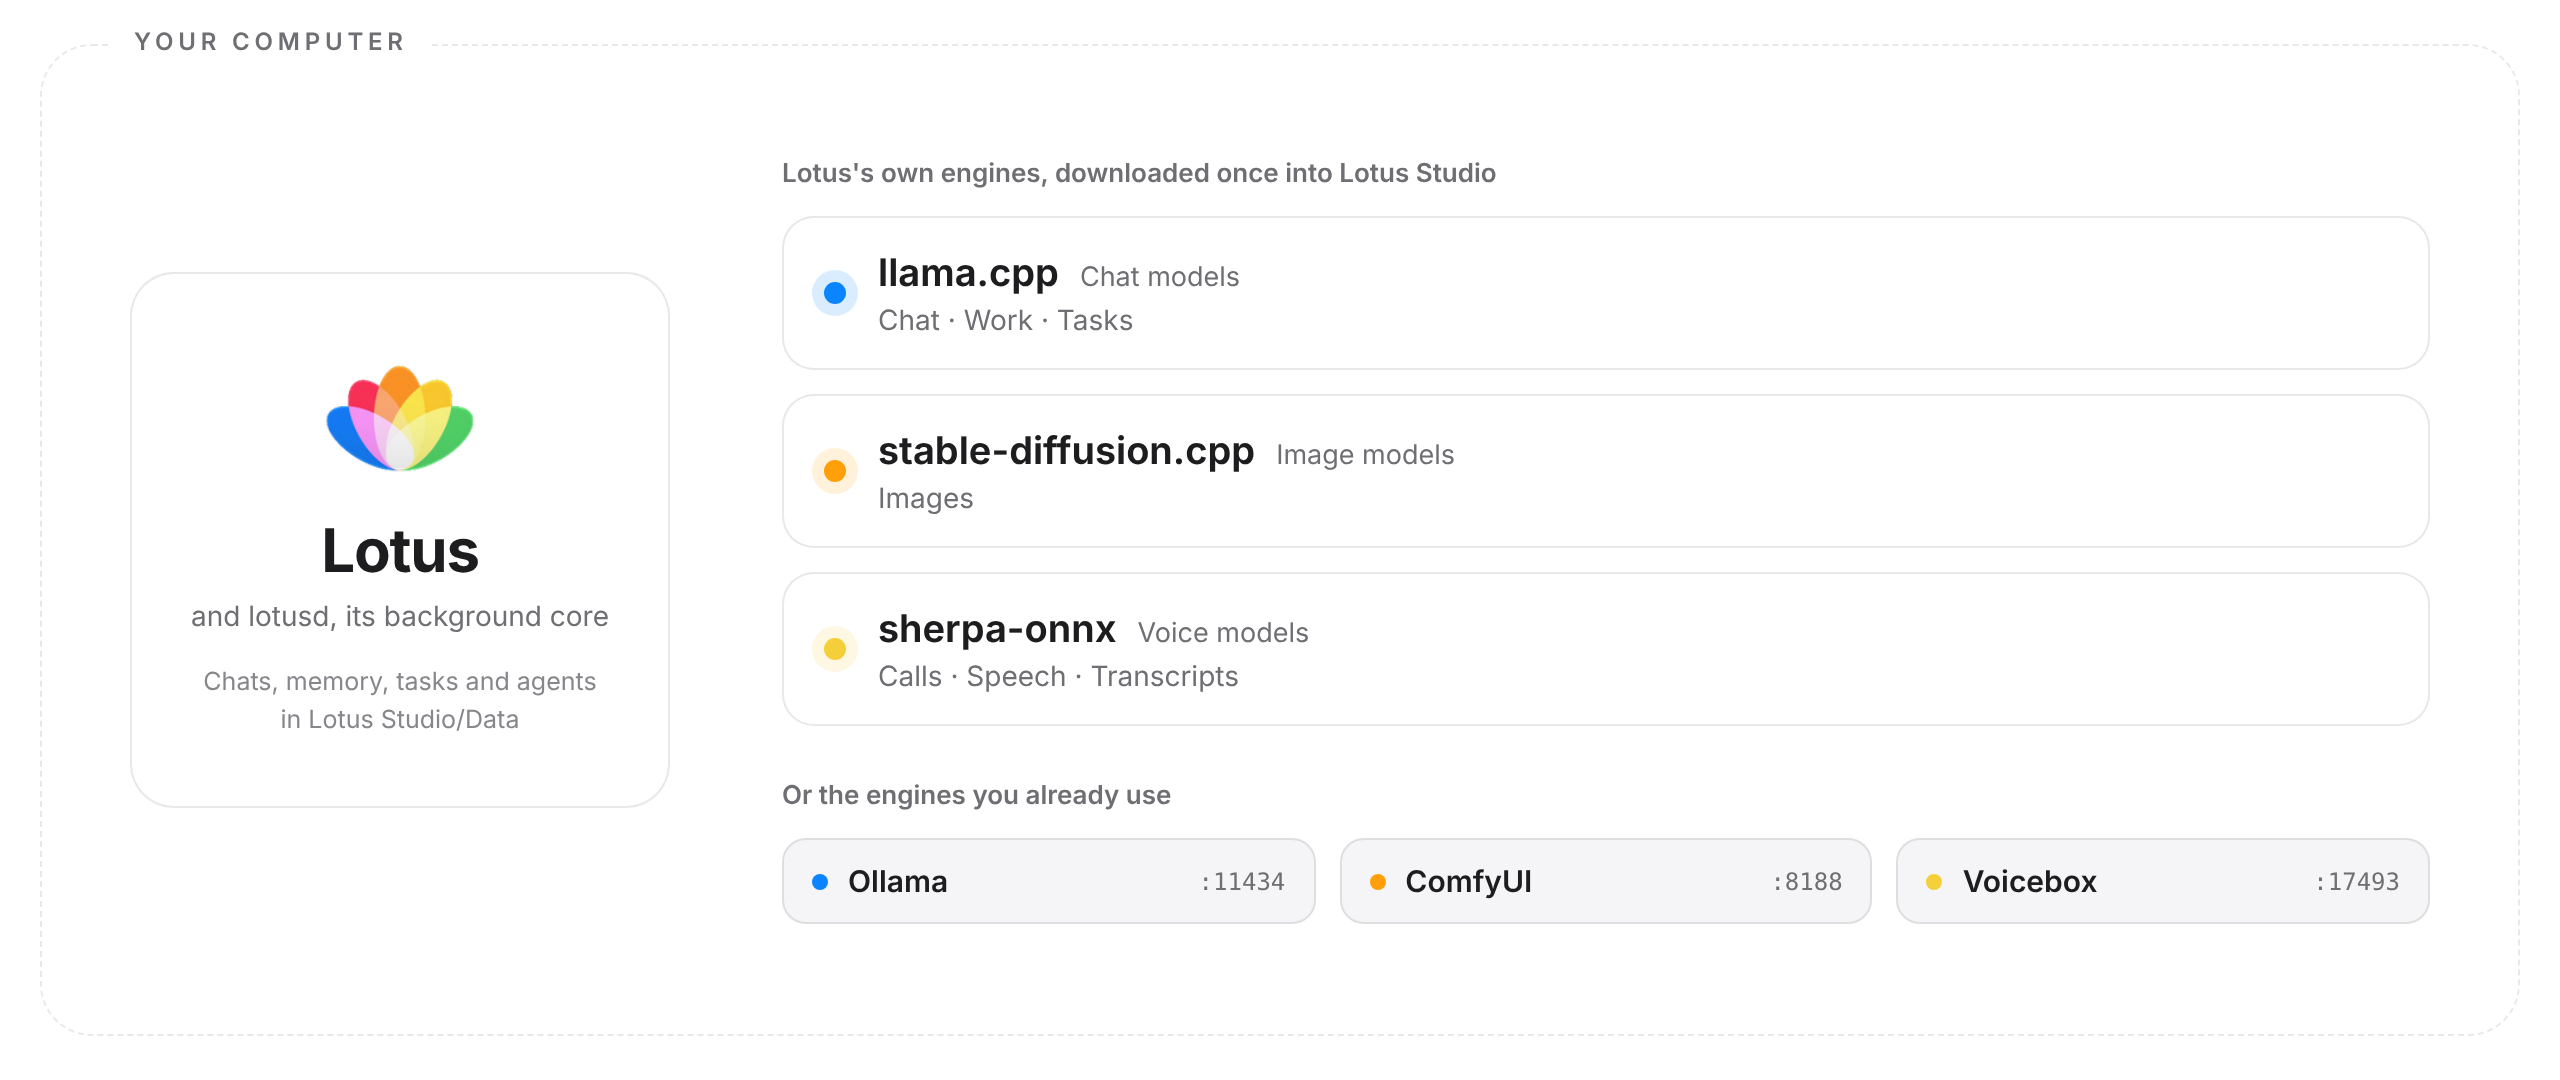 YOUR COMPUTER
Lotus
and lotusd, its background core
Chats, memory, tasks and agents
in Lotus Studio/Data
Lotus's own engines, downloaded once into Lotus Studio
llama.cpp Chat models
Chat · Work · Tasks
stable-diffusion.cpp Image models
Images
sherpa-onnx Voice models
Calls · Speech · Transcripts
Or the engines you already use
Ollama :11434
ComfyUI :8188
Voicebox :17493